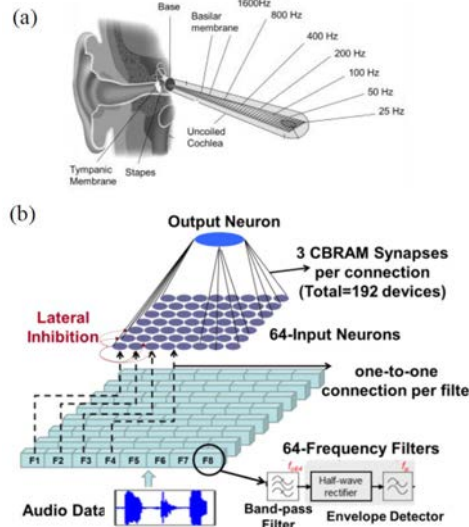 (a)
Base
Basilar
membrane
1600Hz
800 Hz
400 Hz
200 Hz
100 Hz
50 Hz
25 Hz
Uncoiled
Cochlea
Tympanic
Membrane
Stapes
(b)
Output Neuron
3 CBRAM Synapses
per connection
(Total=192 devices)
Lateral
Inhibition
64-Input Neurons
one-to-one
connection per filte
F1 F2 F3 F4 F5 F6 F7 F8
64-Frequency Filters
Audio Data
Half-wave
rectifier
Band-pass
Filter
Envelope Detector